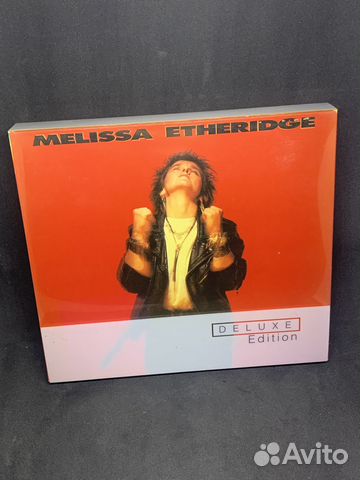 MELISSA ETHERIDGE
DELUXE
Edition
Avito